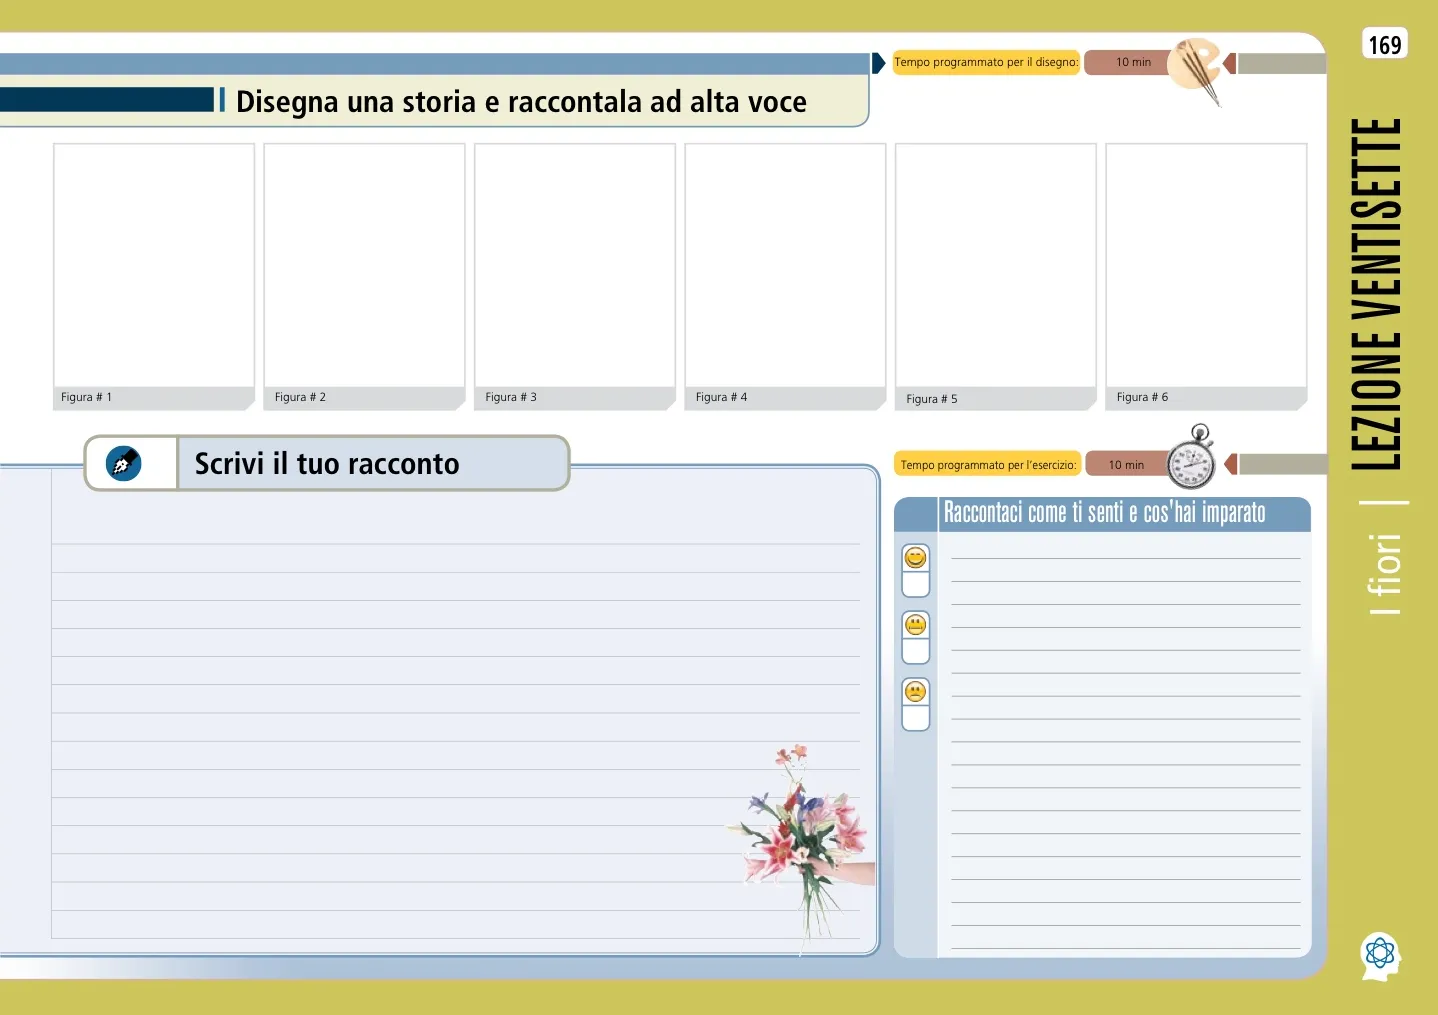 169
Tempo programmato per il disegno:
10 min
Disegna una storia e raccontala ad alta voce
Figura # 1
Figura # 2
Figura # 3
Figura # 4
Figura # 5
Figura # 6
Scrivi il tuo racconto
Tempo programmato per l'esercizio:
10 min
Raccontaci come ti senti e cos'hai imparato
LEZIONE VENTISETTE
I fiori